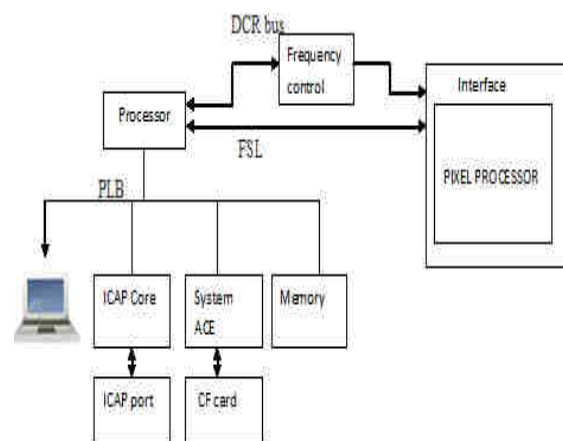 DCR bus
Frequency
control
Interface
Processor
FSL
PIXEL PROCESSOR
PLB
ICAP Core
System
ACE
Memory
ICAP port
CF card